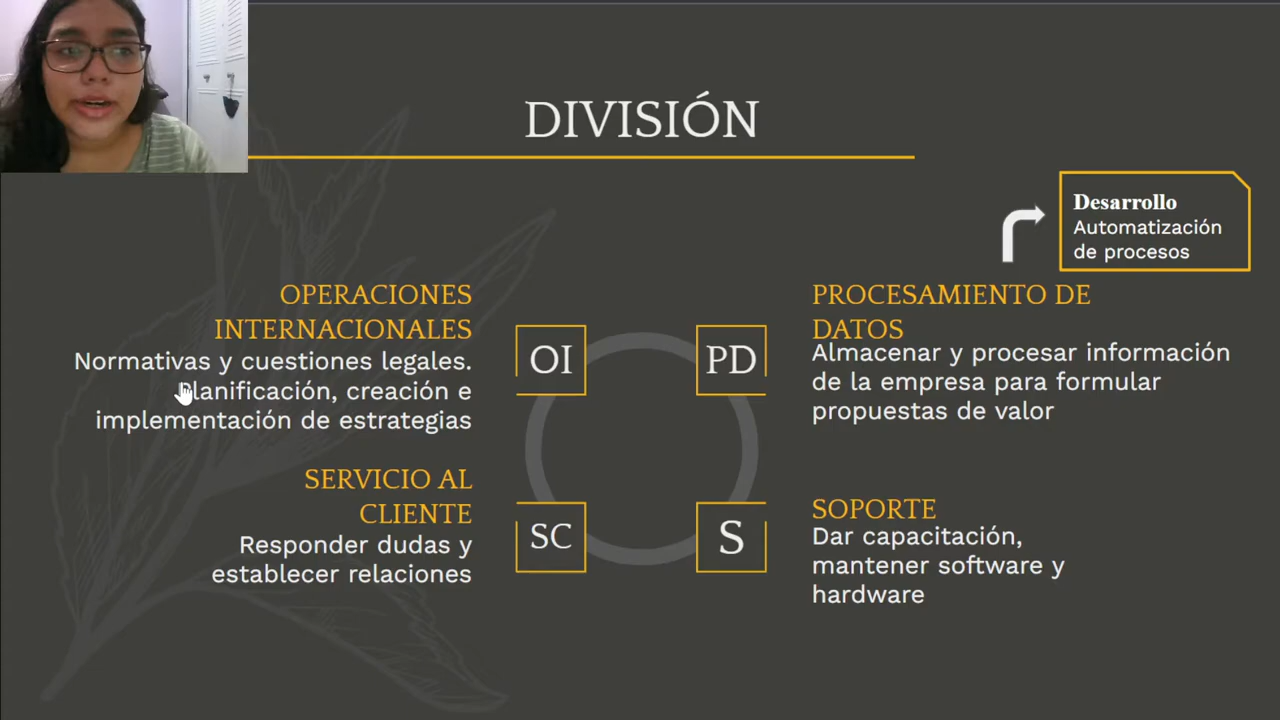 DIVISIÓN
Desarrollo
Automatización
de procesos
OPERACIONES
INTERNACIONALES
Normativas y cuestiones legales.
Planificación, creación e
implementación de estrategias
OI
PD
PROCESAMIENTO DE
DATOS
Almacenar y procesar información
de la empresa para formular
propuestas de valor
SERVICIO AL
CLIENTE
Responder dudas y
establecer relaciones
SC
S
SOPORTE
Dar capacitación,
mantener software y
hardware